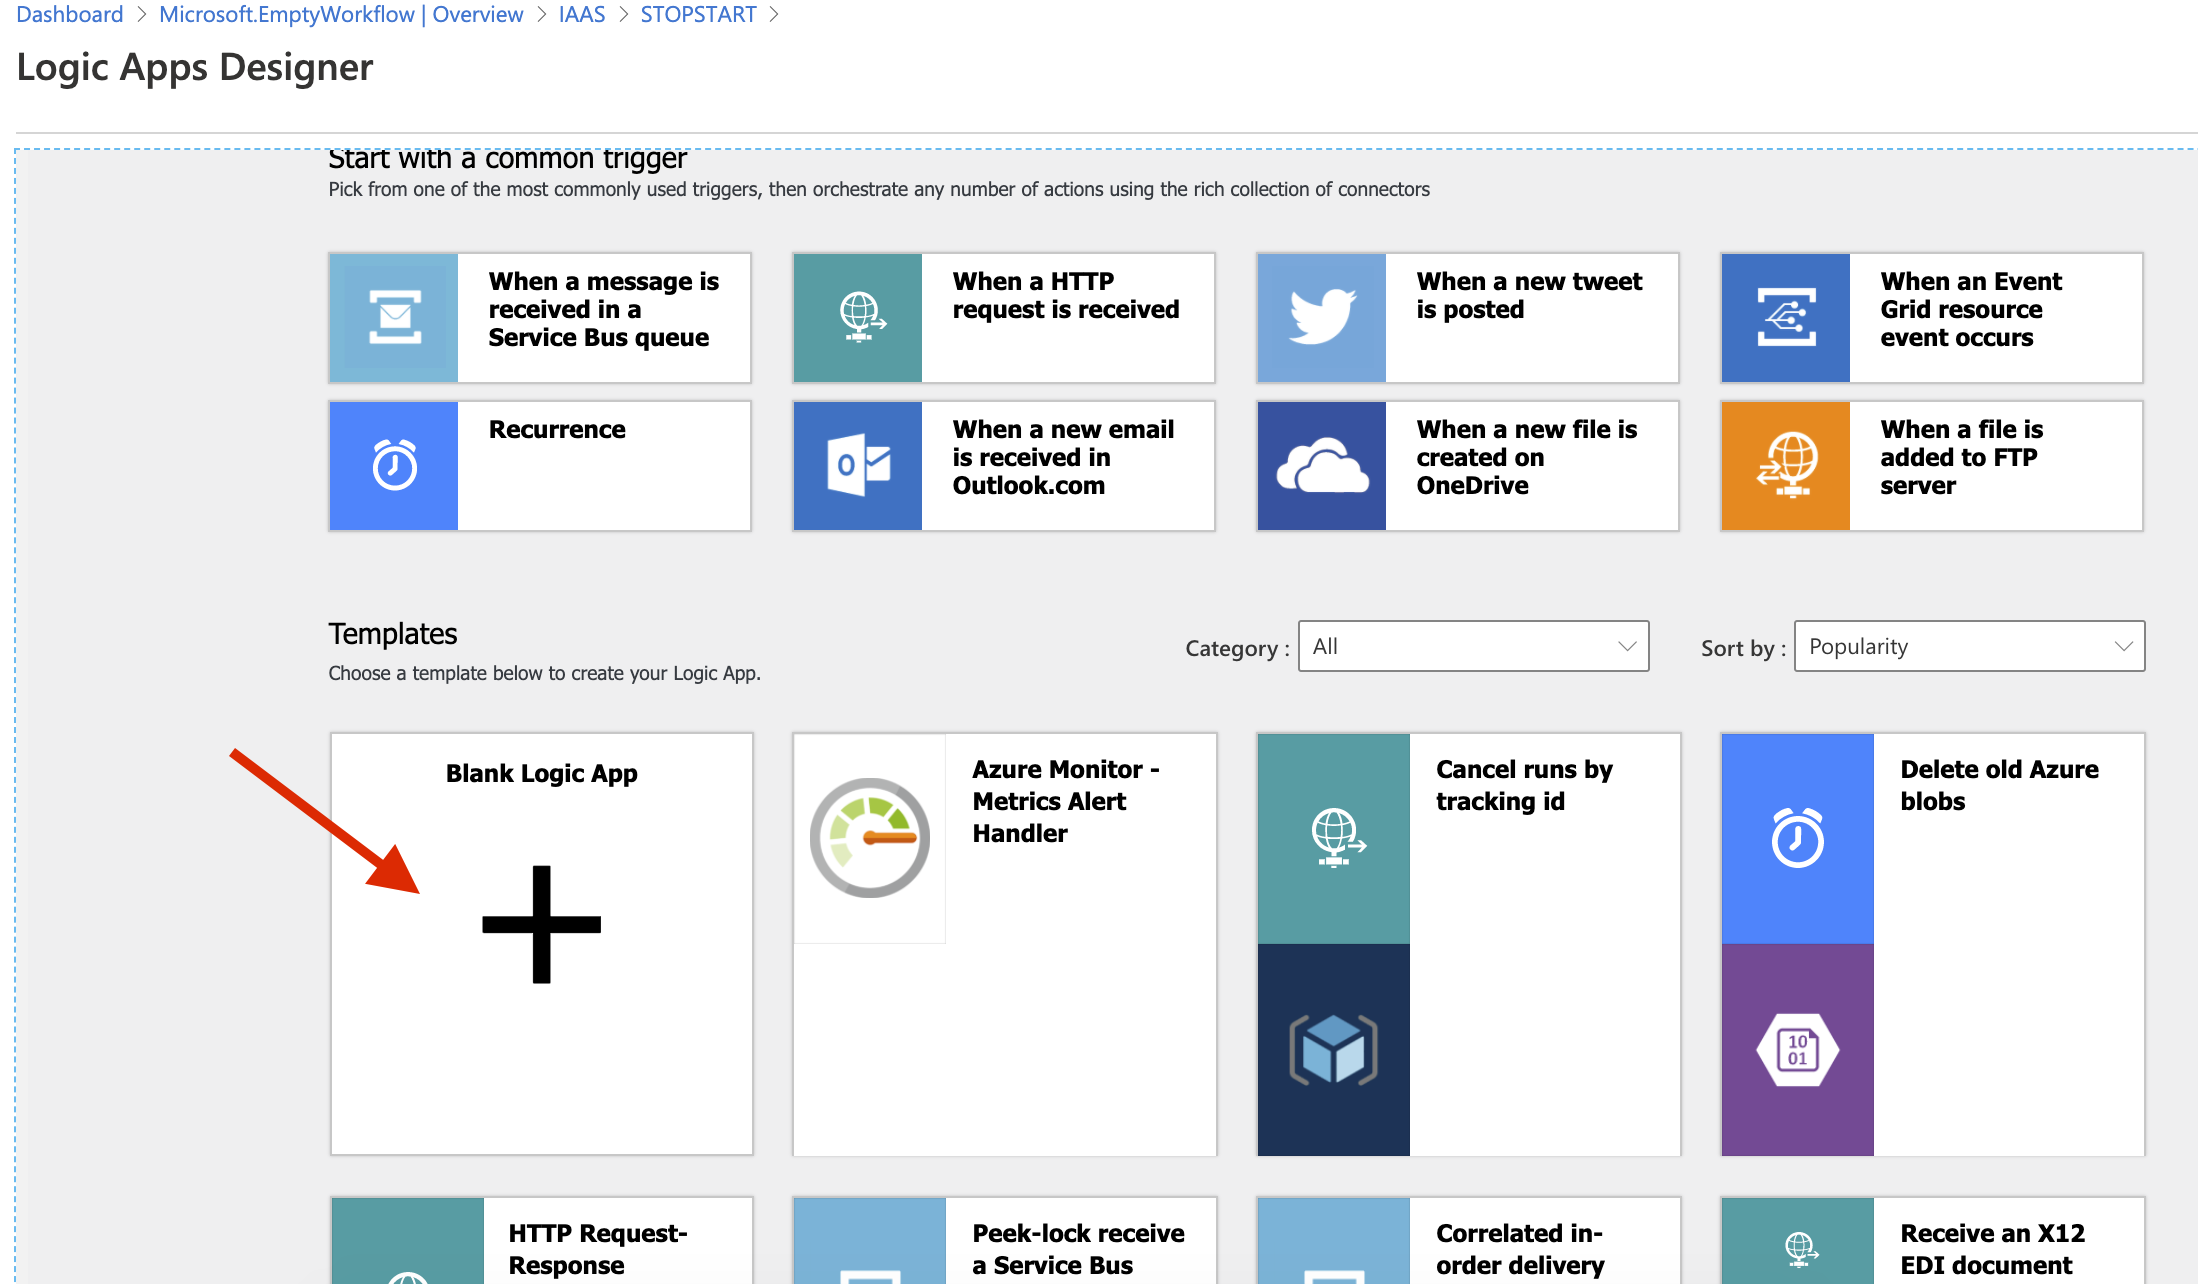 Dashboard > Microsoft.EmptyWorkflow | Overview > IAAS > STOPSTART >
Logic Apps Designer
Start with a common trigger
Pick from one of the most commonly used triggers, then orchestrate any number of actions using the rich collection of connectors
When a message is
received in a
Service Bus queue
When a HTTP
request is received
When a new tweet
is posted
When an Event
Grid resource
event occurs
Recurrence
When a new email
is received in
Outlook.com
When a new file is
created on
OneDrive
When a file is
added to FTP
server
Templates
Choose a template below to create your Logic App.
Category : All
Sort by : Popularity
Blank Logic App
Azure Monitor -
Metrics Alert
Handler
Cancel runs by
tracking id
Delete old Azure
blobs
10
01
HTTP Request-
Response
Peek-lock receive
a Service Bus
Correlated in-
order delivery
Receive an X12
EDI document